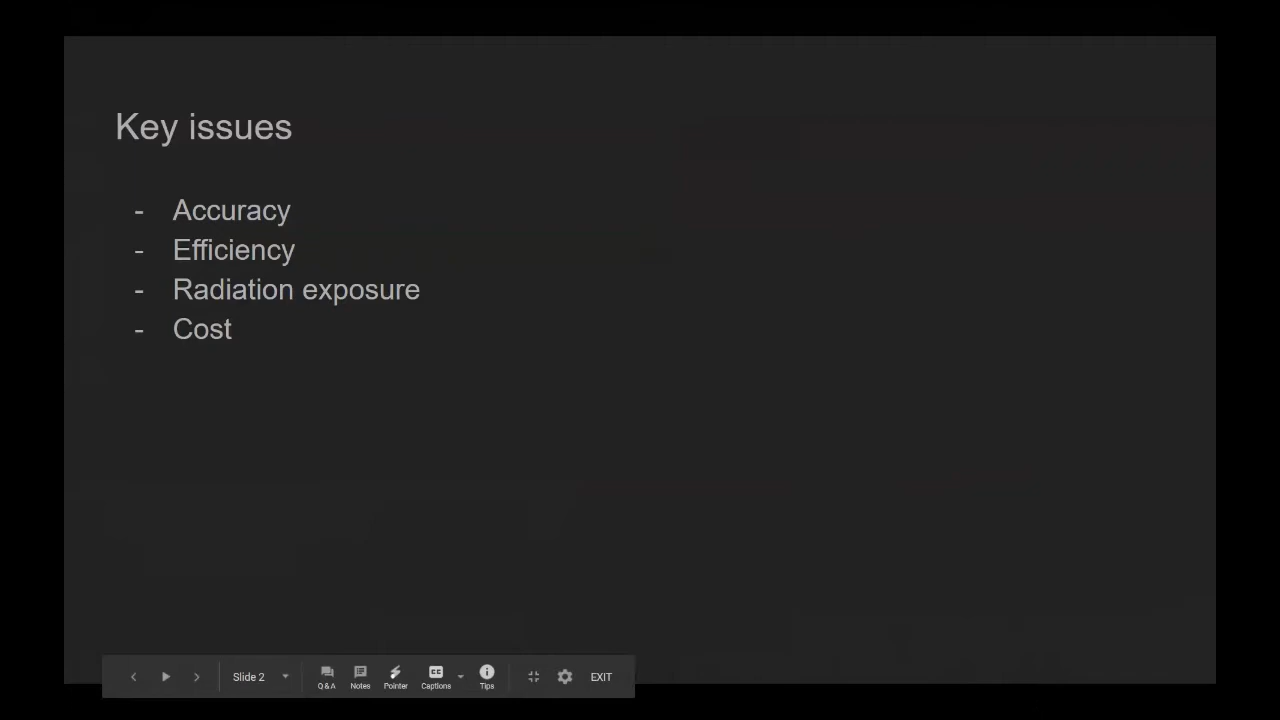 Key issues
- Accuracy
- Efficiency
- Radiation exposure
- Cost
Slide 2
Q&A Notes Pointer Captions Tips EXIT